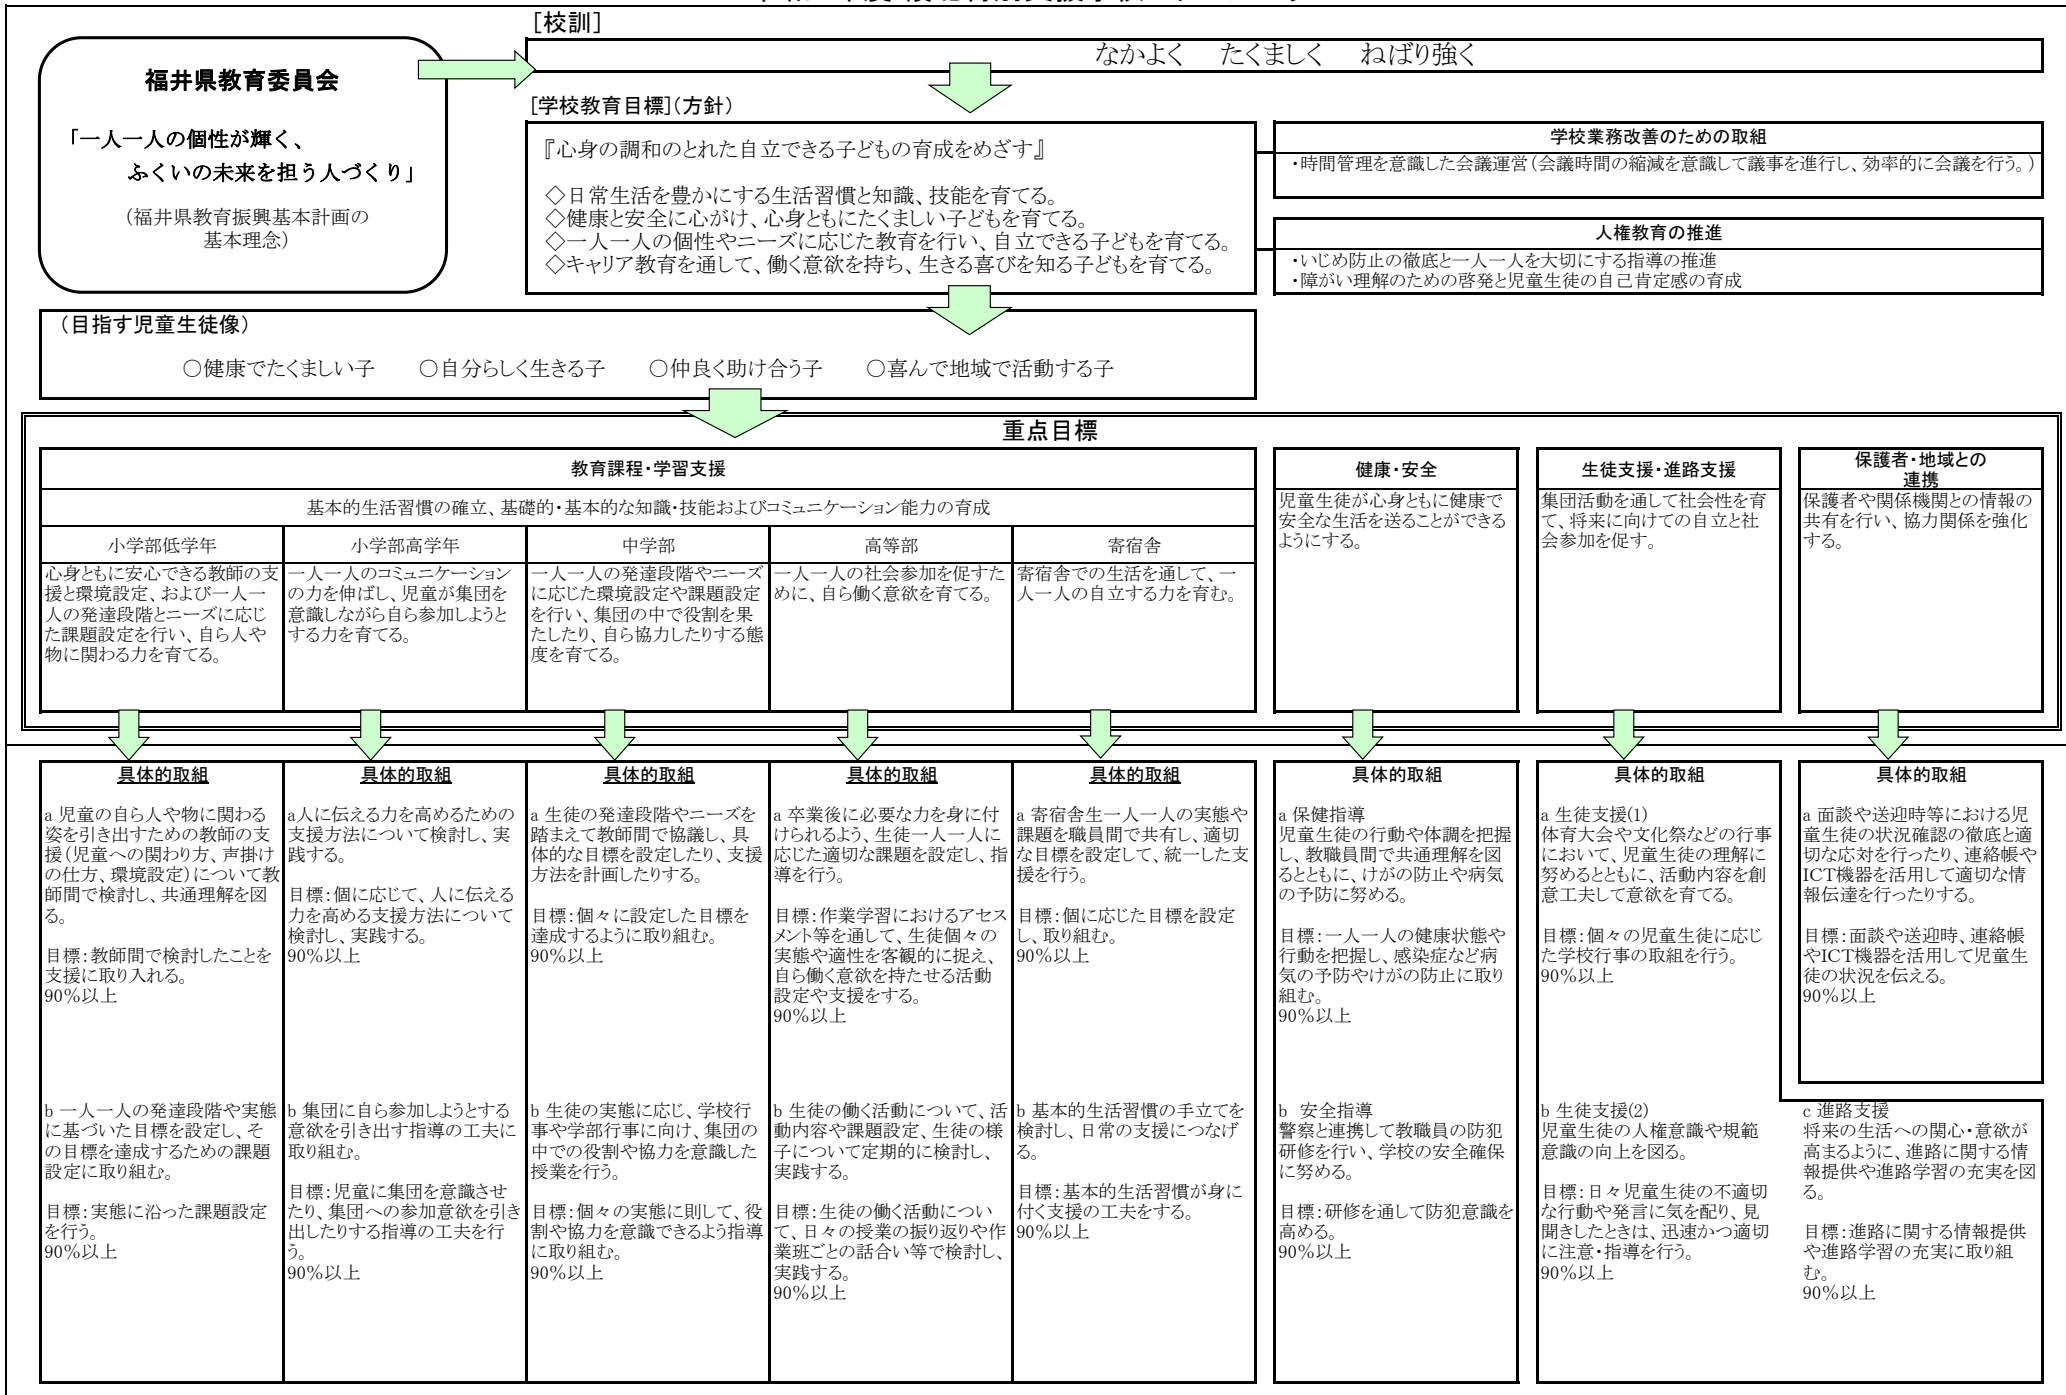 [校訓]
なかよく　たくましく　ねばり強く
福井県教育委員会
「一人一人の個性が輝く、
ふくいの未来を担う人づくり」
(福井県教育振興基本計画の
基本理念)
[学校教育目標](方針)
『心身の調和のとれた自立できる子どもの育成をめざす』
◇日常生活を豊かにする生活習慣と知識、技能を育てる。
◇健康と安全に心がけ、心身ともにたくましい子どもを育てる。
◇一人一人の個性やニーズに応じた教育を行い、自立できる子どもを育てる。
◇キャリア教育を通して、働く意欲を持ち、生きる喜びを知る子どもを育てる。
学校業務改善のための取組
・時間管理を意識した会議運営(会議時間の縮減を意識して議事を進行し、効率的に会議を行う。)
人権教育の推進
・いじめ防止の徹底と一人一人を大切にする指導の推進
・障がい理解のための啓発と児童生徒の自己肯定感の育成
(目指す児童生徒像)
○健康でたくましい子　○自分らしく生きる子　○仲良く助け合う子　○喜んで地域で活動する子
重点目標
教育課程・学習支援
基本的生活習慣の確立、基礎的・基本的な知識・技能およびコミュニケーション能力の育成
小学部低学年
心身ともに安心できる教師の支
援と環境設定、および一人一
人の発達段階とニーズに応じ
た課題設定を行い、自ら人や
物に関わる力を育てる。
小学部高学年
一人一人のコミュニケーション
の力を伸ばし、児童が集団を
意識しながら自ら参加しようと
する力を育てる。
中学部
一人一人の発達段階やニーズ
に応じた環境設定や課題設定
を行い、集団の中で役割を果
たしたり、自ら協力したりする態
度を育てる。
高等部
一人一人の社会参加を促すた
めに、自ら働く意欲を育てる。
寄宿舎
寄宿舎での生活を通して、一
人一人の自立する力を育む。
健康・安全
児童生徒が心身ともに健康で
安全な生活を送ることができる
ようにする。
生徒支援・進路支援
集団活動を通して社会性を育
て、将来に向けての自立と社
会参加を促す。
保護者・地域との
連携
保護者や関係機関との情報の
共有を行い、協力関係を強化
する。
具体的取組
a 児童の自ら人や物に関わる
姿を引き出すための教師の支
援(児童への関わり方、声掛け
の仕方、環境設定)について教
師間で検討し、共通理解を図
る。
目標:教師間で検討したことを
支援に取り入れる。
90%以上
b 一人一人の発達段階や実態
に基づいた目標を設定し、そ
の目標を達成するための課題
設定に取り組む。
目標:実態に沿った課題設定
を行う。
90%以上
具体的取組
a人に伝える力を高めるための
支援方法について検討し、実
践する。
目標:個に応じて、人に伝える
力を高める支援方法について
検討し、実践する。
90%以上
b 集団に自ら参加しようとする
意欲を引き出す指導の工夫に
取り組む。
目標:児童に集団を意識させ
たり、集団への参加意欲を引き
出したりする指導の工夫を行
う。
90%以上
具体的取組
a 生徒の発達段階やニーズを
踏まえて教師間で協議し、具
体的な目標を設定したり、支援
方法を計画したりする。
目標:個々に設定した目標を
達成するように取り組む。
90%以上
b 生徒の実態に応じ、学校行
事や学部行事に向け、集団の
中での役割や協力を意識した
授業を行う。
目標:個々の実態に則して、役
割や協力を意識できるよう指導
に取り組む。
90%以上
具体的取組
a 卒業後に必要な力を身に付
けられるよう、生徒一人一人に
応じた適切な課題を設定し、指
導を行う。
目標:作業学習におけるアセス
メント等を通して、生徒個々の
実態や適性を客観的に捉え、
自ら働く意欲を持たせる活動
設定や支援をする。
90%以上
b 生徒の働く活動について、活
動内容や課題設定、生徒の様
子について定期的に検討し、
実践する。
目標:生徒の働く活動につい
て、日々の授業の振り返りや作
業班ごとの話合い等で検討し、
実践する。
90%以上
具体的取組
a 寄宿舎生一人一人の実態や
課題を職員間で共有し、適切
な目標を設定して、統一した支
援を行う。
目標:個に応じた目標を設定
し、取り組む。
90%以上
b 基本的生活習慣の手立てを
検討し、日常の支援につなげ
る。
目標:基本的生活習慣が身に
付く支援の工夫をする。
90%以上
具体的取組
a 保健指導
児童生徒の行動や体調を把握
し、教職員間で共通理解を図
るとともに、けがの防止や病気
の予防に努める。
目標:一人一人の健康状態や
行動を把握し、感染症など病
気の予防やけがの防止に取り
組む。
90%以上
b 安全指導
警察と連携して教職員の防犯
研修を行い、学校の安全確保
に努める。
目標:研修を通して防犯意識を
高める。
90%以上
具体的取組
a 生徒支援(1)
体育大会や文化祭などの行事
において、児童生徒の理解に
努めるとともに、活動内容を創
意工夫して意欲を育てる。
目標:個々の児童生徒に応じ
た学校行事の取組を行う。
90%以上
b 生徒支援(2)
児童生徒の人権意識や規範
意識の向上を図る。
目標:日々児童生徒の不適切
な行動や発言に気を配り、見
聞きしたときは、迅速かつ適切
に注意・指導を行う。
90%以上
具体的取組
a 面談や送迎時等における児
童生徒の状況確認の徹底と適
切な応対を行ったり、連絡帳や
ICT機器を活用して適切な情
報伝達を行ったりする。
目標:面談や送迎時、連絡帳
やICT機器を活用して児童生
徒の状況を伝える。
90%以上
c 進路支援
将来の生活への関心・意欲が
高まるように、進路に関する情
報提供や進路学習の充実を図
る。
目標:進路に関する情報提供
や進路学習の充実に取り組
む。
90%以上